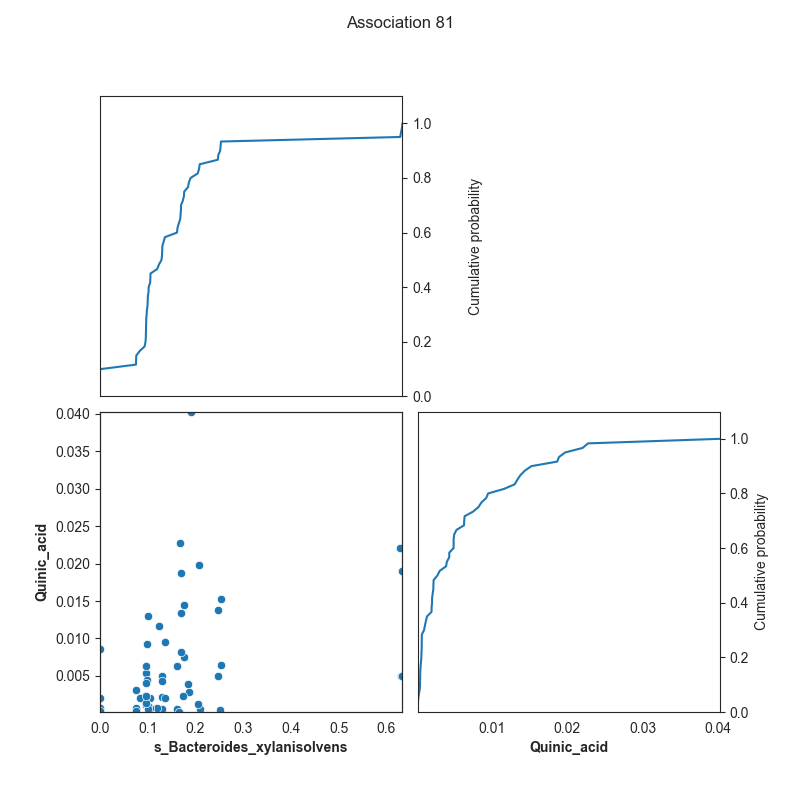 Association 81
1.0
0.8
0.6
0.4
0.2
0.0
Cumulative probability
0.040
0.035
0.030
0.025
0.020
0.015
0.010
0.005
Quinic_acid
0.0 0.1 0.2 0.3 0.4 0.5 0.6
s_Bacteroides_xylanisolvens
1.0
0.8
0.6
0.4
0.2
0.0
Cumulative probability
0.01 0.02 0.03 0.04
Quinic_acid